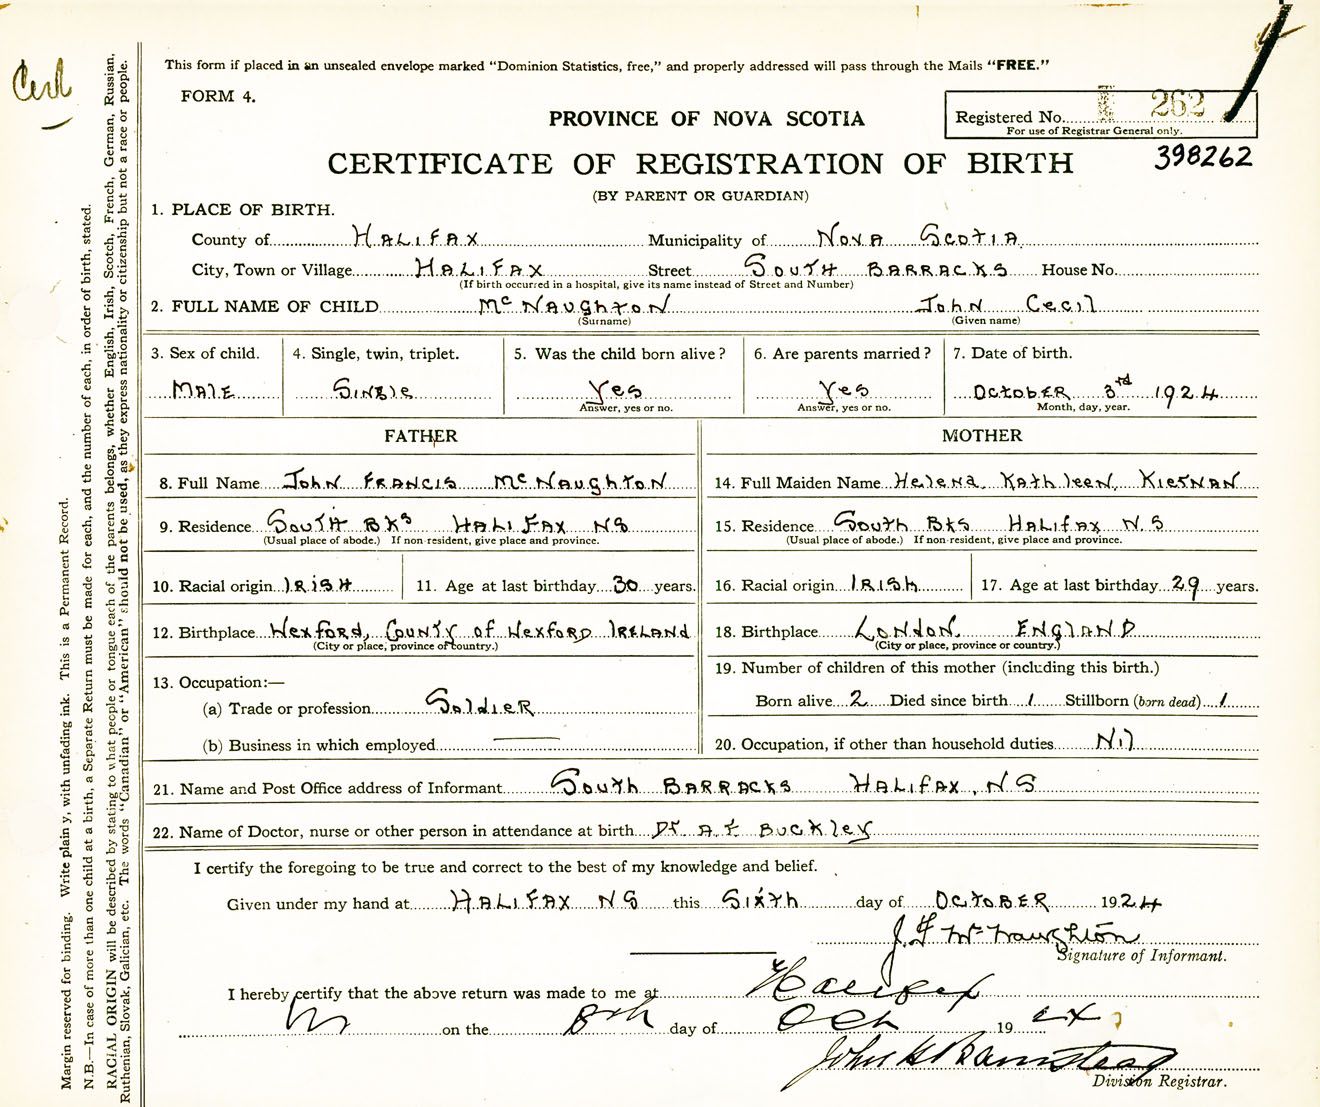 Cert
This form if placed in an unsealed envelope marked "Dominion Statistics, free," and properly addressed will pass through the Mails "FREE."
FORM 4.
PROVINCE OF NOVA SCOTIA
Registered No. 262
For use of Registrar General only.
CERTIFICATE OF REGISTRATION OF BIRTH 398262
(BY PARENT OR GUARDIAN)
1. PLACE OF BIRTH.
County of HALIFAX Municipality of NOVA SCOTIA
City, Town or Village HALIFAX Street SOUTH BARRACKS House No.
(If birth occurred in a hospital, give its name instead of Street and Number)
2. FULL NAME OF CHILD McNAUghTON John Cecil
(Surname) (Given name)
3. Sex of child. 4. Single, twin, triplet. 5. Was the child born alive? 6. Are parents married? 7. Date of birth.
MAlE SINGle Yes Yes OctobER 3rd 1924
Answer, yes or no. Answer, yes or no. Month, day, year.
FATHER MOTHER
8. Full Name JohN FRANCIS McNAUghTON 14. Full Maiden Name Helena Kathleen KIERNAN
9. Residence SOUTH BKs HALIFAX NS 15. Residence South BKS HALIFAX N.S
(Usual place of abode.) If non-resident, give place and province. (Usual place of abode.) If non-resident, give place and province.
10. Racial origin IRISH 11. Age at last birthday 30 years. 16. Racial origin IRISh 17. Age at last birthday 29 years.
12. Birthplace Wexford, County of Wexford IRELAND 18. Birthplace LONDON, ENGLAND
(City or place, province or country.) (City or place, province or country.)
19. Number of children of this mother (including this birth.)
13. Occupation:—
(a) Trade or profession SoldieR Born alive 2 Died since birth 1 Stillborn (born dead) 1
(b) Business in which employed 20. Occupation, if other than household duties Nil
21. Name and Post Office address of Informant South BARRACKS HALIFAX, NS
22. Name of Doctor, nurse or other person in attendance at birth Dr A.F. BUCKley
I certify the foregoing to be true and correct to the best of my knowledge and belief.
Given under my hand at HALIFAX NS this Sixth day of OCTOBER 1924
J F McNaughton
Signature of Informant.
I hereby certify that the above return was made to me at Halifax
on the 8th day of Oct 19 24
Division Registrar.
Margin reserved for binding. Write plainly, with unfading ink. This is a Permanent Record.
N.B.—In case of more than one child at a birth, a Separate Return must be made for each, and the number of each, in order of birth, stated.
RACIAL ORIGIN will be described by stating to what people or tongue each of the parents belongs, whether English, Irish, Scotch, French, German, Russian,
Ruthenian, Slovak, Galician, etc. The words "Canadian" or "American" should not be used, as they express nationality or citizenship but not a race or people.